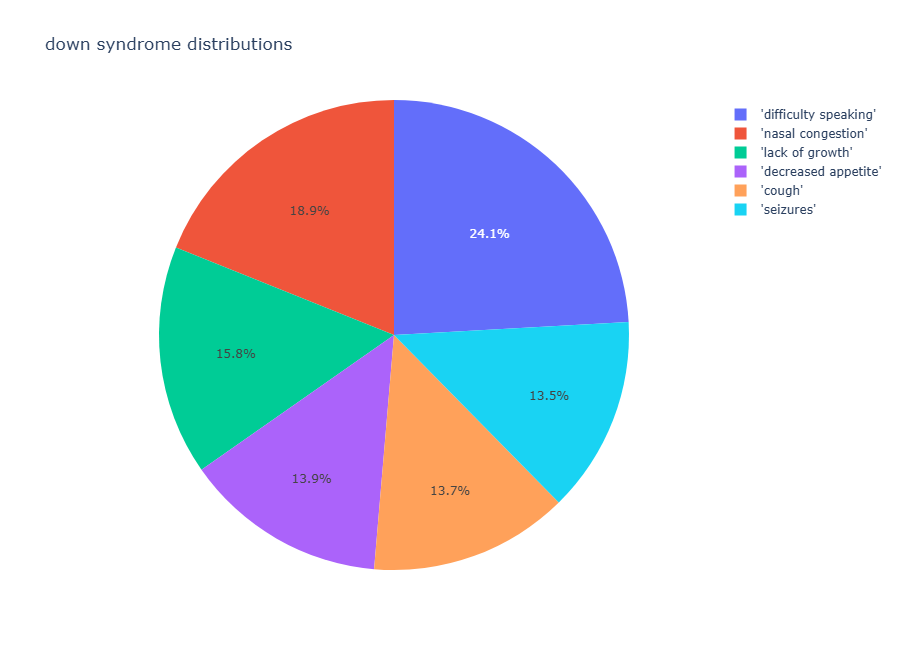 down syndrome distributions
'difficulty speaking'
'nasal congestion'
'lack of growth'
'decreased appetite'
'cough'
'seizures'
18.9%
24.1%
15.8%
13.5%
13.9%
13.7%